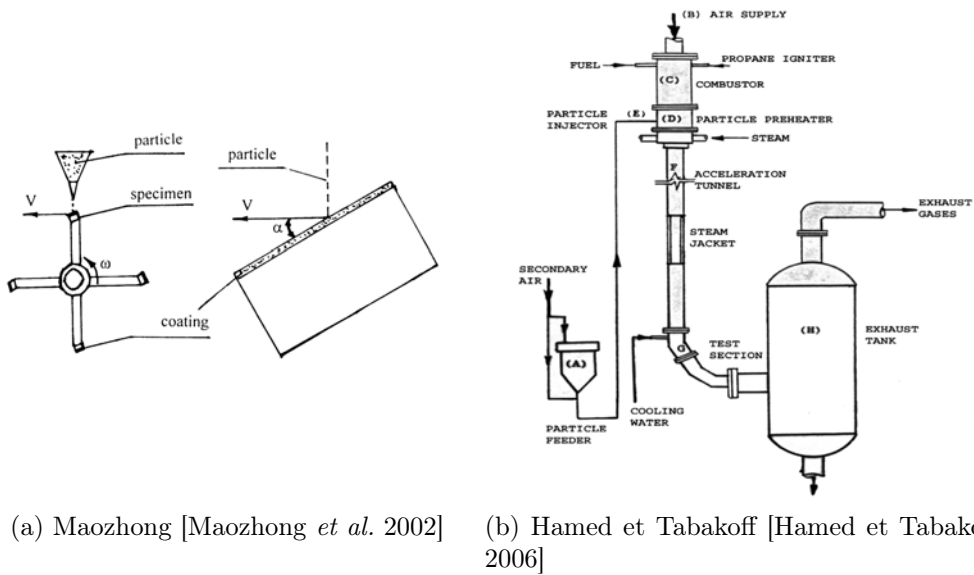 particle
V
specimen
ω
coating
particle
V
α
(B) AIR SUPPLY
FUEL
PROPANE IGNITER
(C)
COMBUSTOR
PARTICLE
INJECTOR
(E)
(D)
PARTICLE PREHEATER
STEAM
F
ACCELERATION
TUNNEL
STEAM
JACKET
EXHAUST
GASES
SECONDARY
AIR
(A)
PARTICLE
FEEDER
G
TEST
SECTION
COOLING
WATER
(H)
EXHAUST
TANK
(a) Maozhong [Maozhong et al. 2002]
(b) Hamed et Tabakoff [Hamed et Tabako
2006]